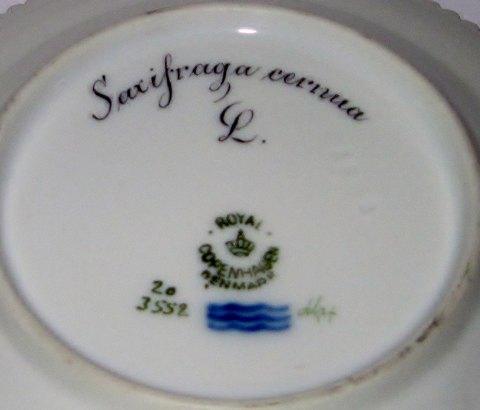 Saxifraga cernua
L.
· ROYAL ·
COPENHAGEN
DENMARK
20
3552